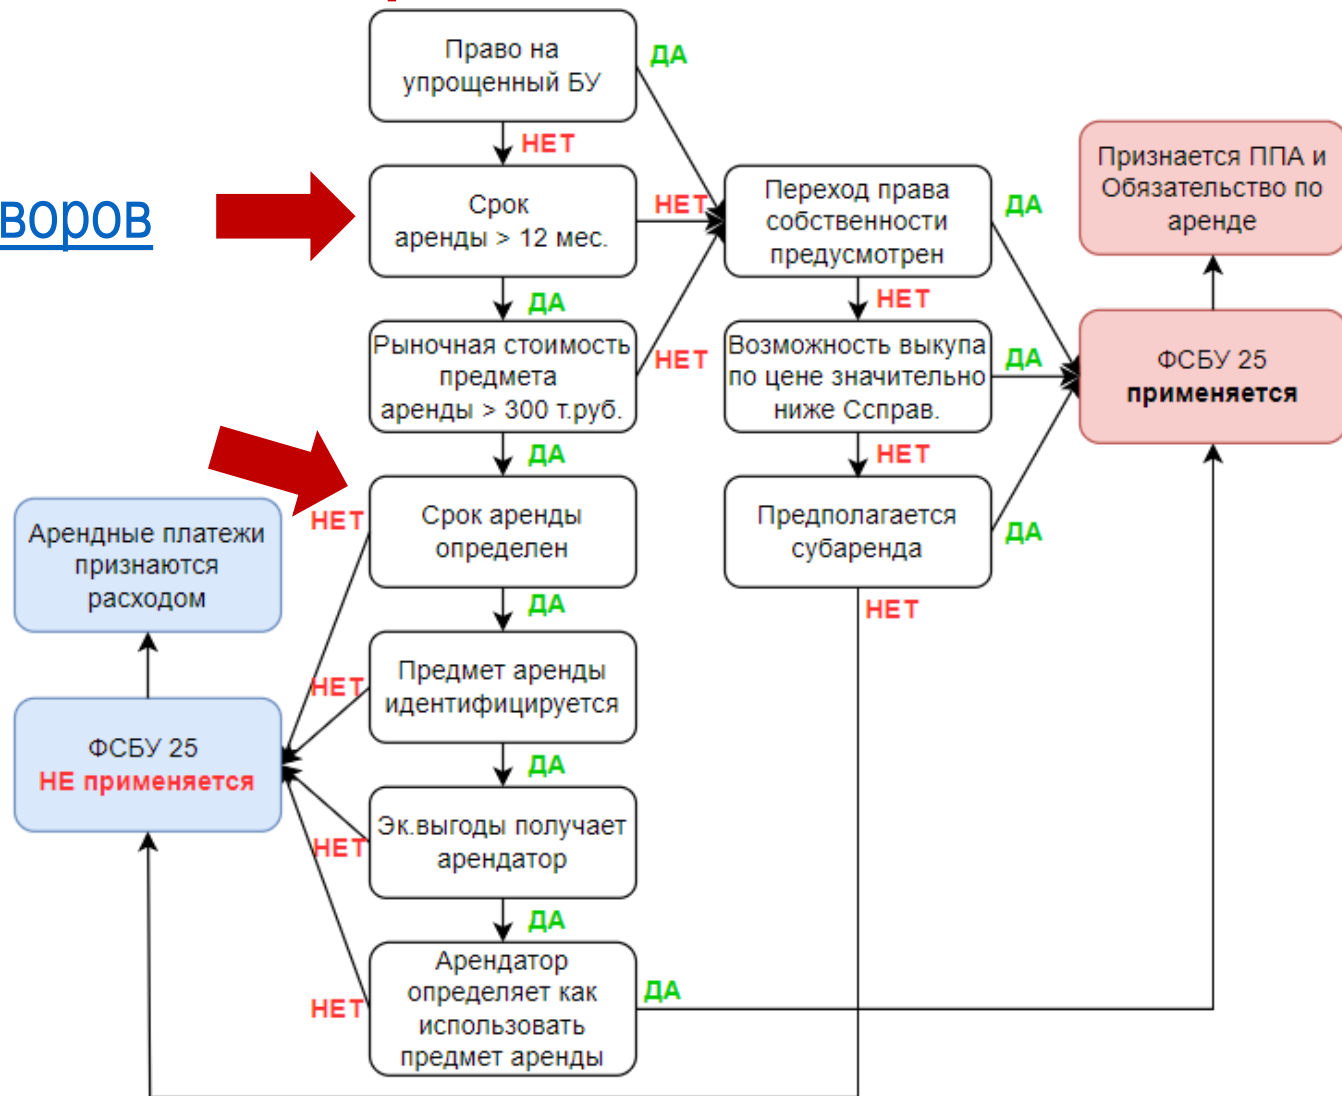 Право на
упрощенный БУ
ДА
НЕТ
воров
Срок
аренды > 12 мес.
НЕТ
ДА
Переход права
собственности
предусмотрен
ДА
НЕТ
Признается ППА и
Обязательство по
аренде
Рыночная стоимость
предмета
аренды > 300 т.руб.
НЕТ
ДА
Возможность выкупа
по цене значительно
ниже Ссправ.
ДА
НЕТ
ФСБУ 25
применяется
Срок аренды
определен
НЕТ
ДА
Предполагается
субаренда
ДА
НЕТ
Арендные платежи
признаются
расходом
Предмет аренды
идентифицируется
НЕТ
ДА
ФСБУ 25
НЕ применяется
Эк.выгоды получает
арендатор
НЕТ
ДА
Арендатор
определяет как
использовать
предмет аренды
НЕТ
ДА